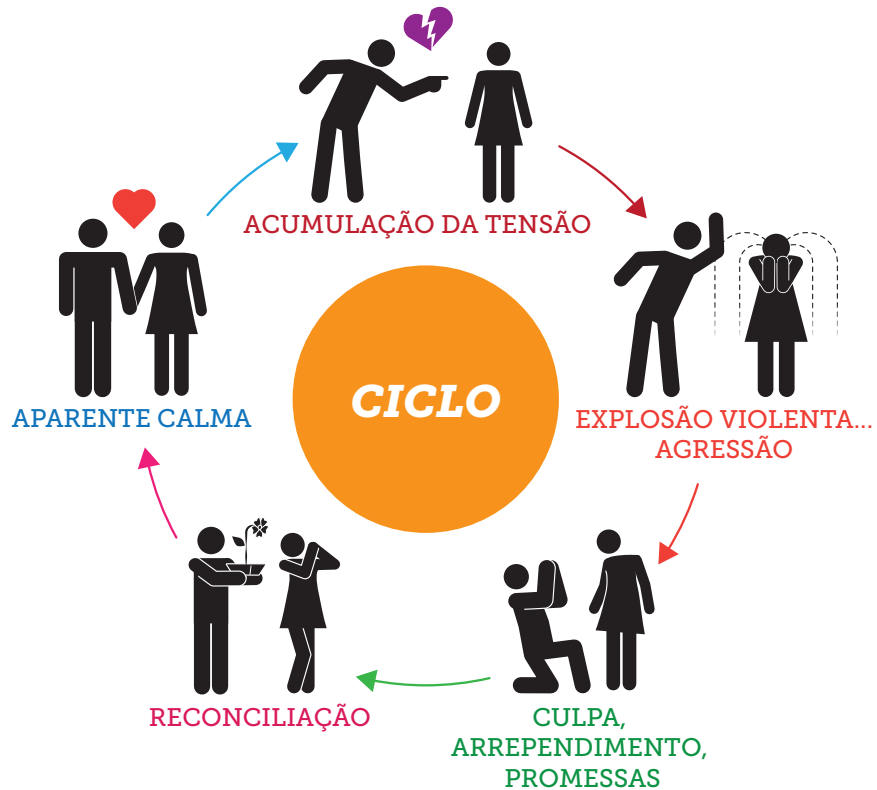 ACUMULAÇÃO DA TENSÃO
EXPLOSÃO VIOLENTA...
AGRESSÃO
CULPA,
ARREPENDIMENTO,
PROMESSAS
RECONCILIAÇÃO
APARENTE CALMA
CICLO